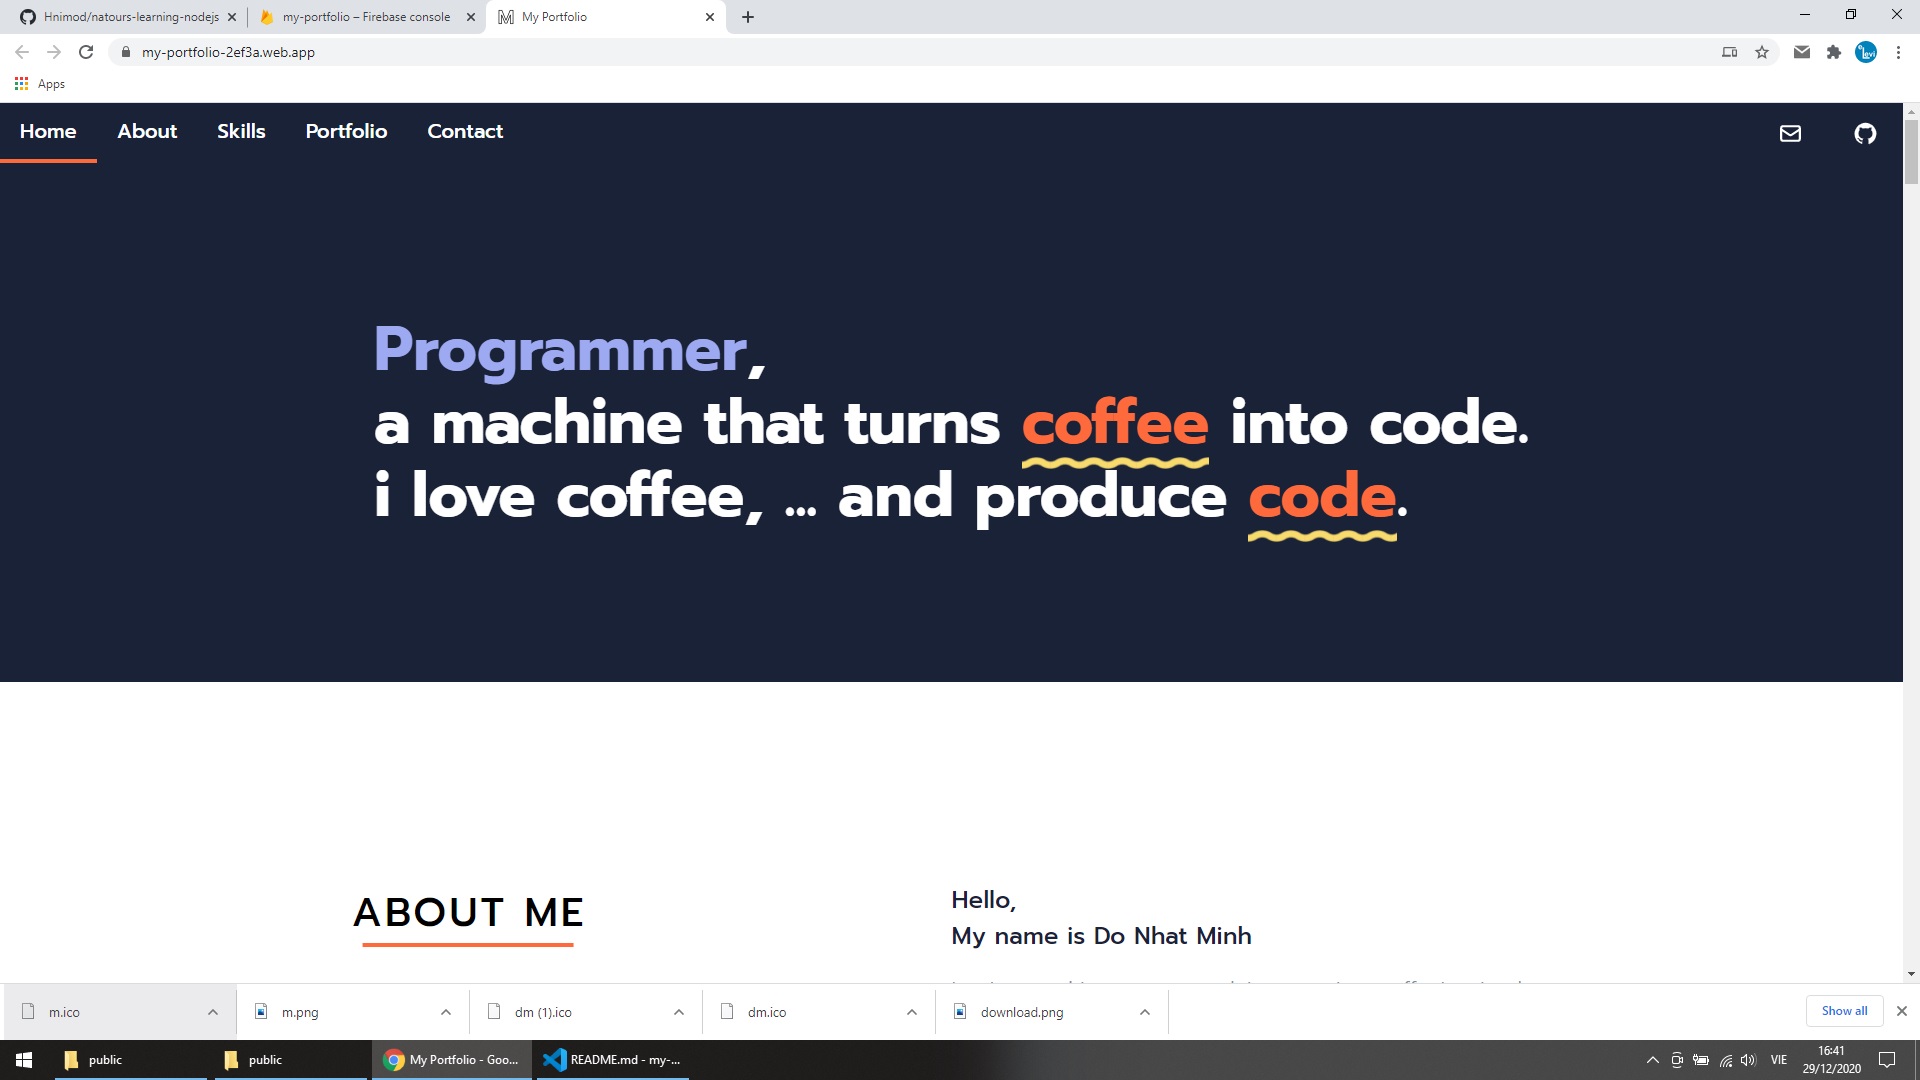 Hnimod/natours-learning-nodejs
my-portfolio – Firebase console
My Portfolio
my-portfolio-2ef3a.web.app
Apps
Home About Skills Portfolio Contact
Programmer,
a machine that turns coffee into code.
i love coffee, ... and produce code.
ABOUT ME
Hello,
My name is Do Nhat Minh
m.ico
m.png
dm (1).ico
dm.ico
download.png
Show all
public
public
My Portfolio - Goo...
README.md - my-...
VIE
16:41
29/12/2020